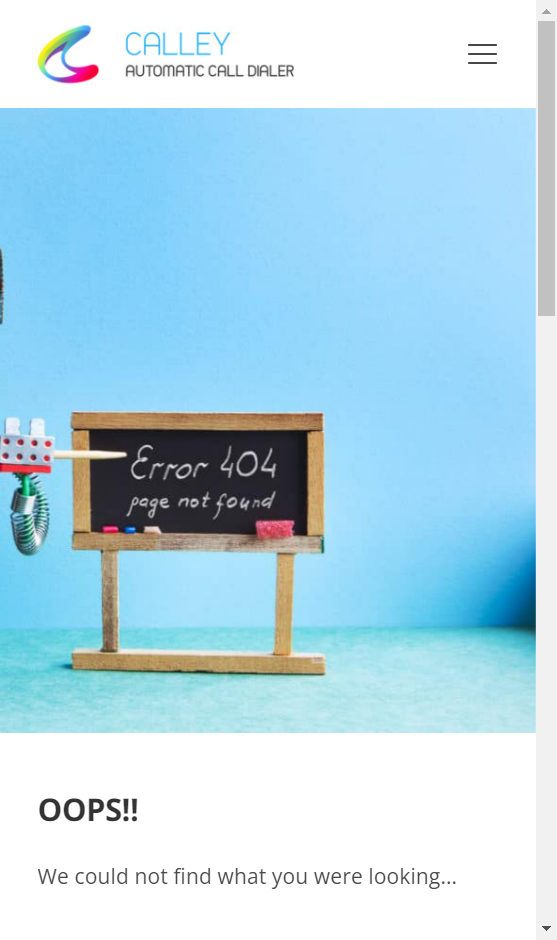 CALLEY
AUTOMATIC CALL DIALER
Error 404
page not found
OOPS!!
We could not find what you were looking...